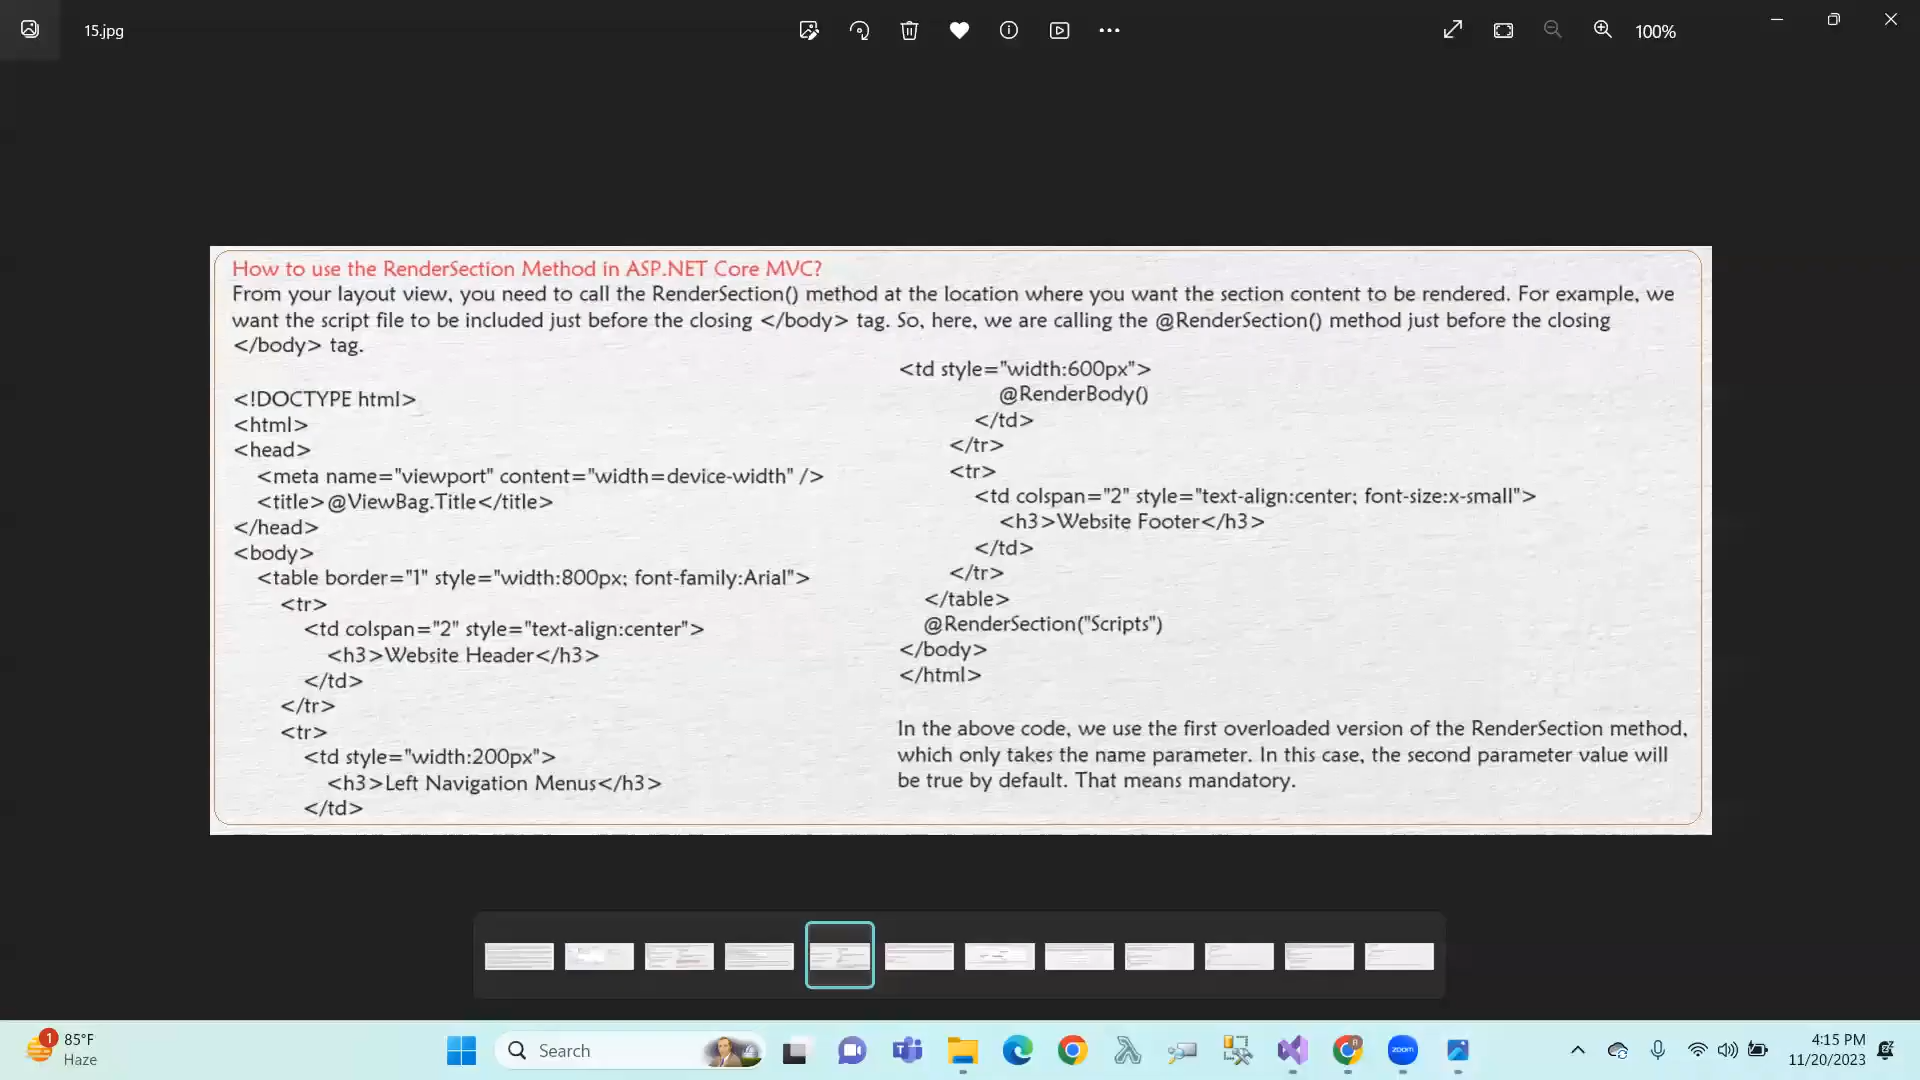 15.jpg
100%
How to use the RenderSection Method in ASP.NET Core MVC?
From your layout view, you need to call the RenderSection() method at the location where you want the section content to be rendered. For example, we
want the script file to be included just before the closing </body> tag. So, here, we are calling the @RenderSection() method just before the closing
</body> tag.
<!DOCTYPE html>
<html>
<head>
<meta name="viewport" content="width=device-width" />
<title>@ViewBag.Title</title>
</head>
<body>
<table border="1" style="width:800px; font-family:Arial">
<tr>
<td colspan="2" style="text-align:center">
<h3>Website Header</h3>
</td>
</tr>
<tr>
<td style="width:200px">
<h3>Left Navigation Menus</h3>
</td>
<td style="width:600px">
@RenderBody()
</td>
</tr>
<tr>
<td colspan="2" style="text-align:center; font-size:x-small">
<h3>Website Footer</h3>
</td>
</tr>
</table>
@RenderSection("Scripts")
</body>
</html>
In the above code, we use the first overloaded version of the RenderSection method,
which only takes the name parameter. In this case, the second parameter value will
be true by default. That means mandatory.
1
85°F
Haze
Search
zoom
4:15 PM
11/20/2023